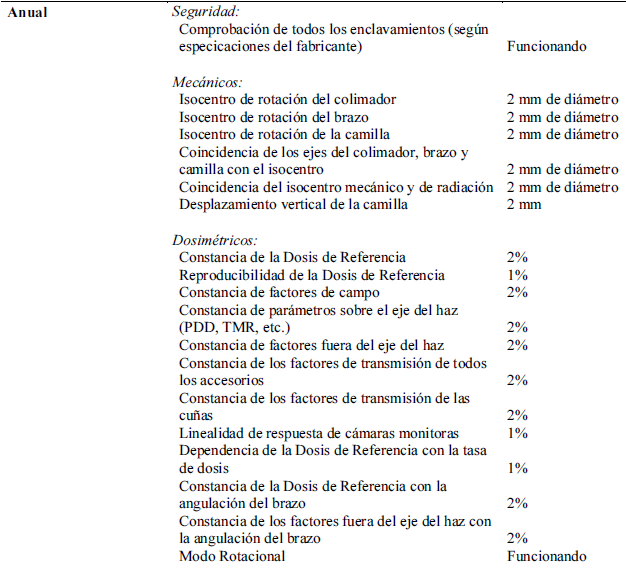 Anual
Seguridad:
Comprobación de todos los enclavamientos (según
especicaciones del fabricante) Funcionando
Mecánicos:
Isocentro de rotación del colimador 2 mm de diámetro
Isocentro de rotación del brazo 2 mm de diámetro
Isocentro de rotación de la camilla 2 mm de diámetro
Coincidencia de los ejes del colimador, brazo y
camilla con el isocentro 2 mm de diámetro
Coincidencia del isocentro mecánico y de radiación 2 mm de diámetro
Desplazamiento vertical de la camilla 2 mm
Dosimétricos:
Constancia de la Dosis de Referencia 2%
Reproducibilidad de la Dosis de Referencia 1%
Constancia de factores de campo 2%
Constancia de parámetros sobre el eje del haz
(PDD, TMR, etc.) 2%
Constancia de factores fuera del eje del haz 2%
Constancia de los factores de transmisión de todos
los accesorios 2%
Constancia de los factores de transmisión de las
cuñas 2%
Linealidad de respuesta de cámaras monitoras 1%
Dependencia de la Dosis de Referencia con la tasa
de dosis 1%
Constancia de la Dosis de Referencia con la
angulación del brazo 2%
Constancia de los factores fuera del eje del haz con
la angulación del brazo 2%
Modo Rotacional Funcionando